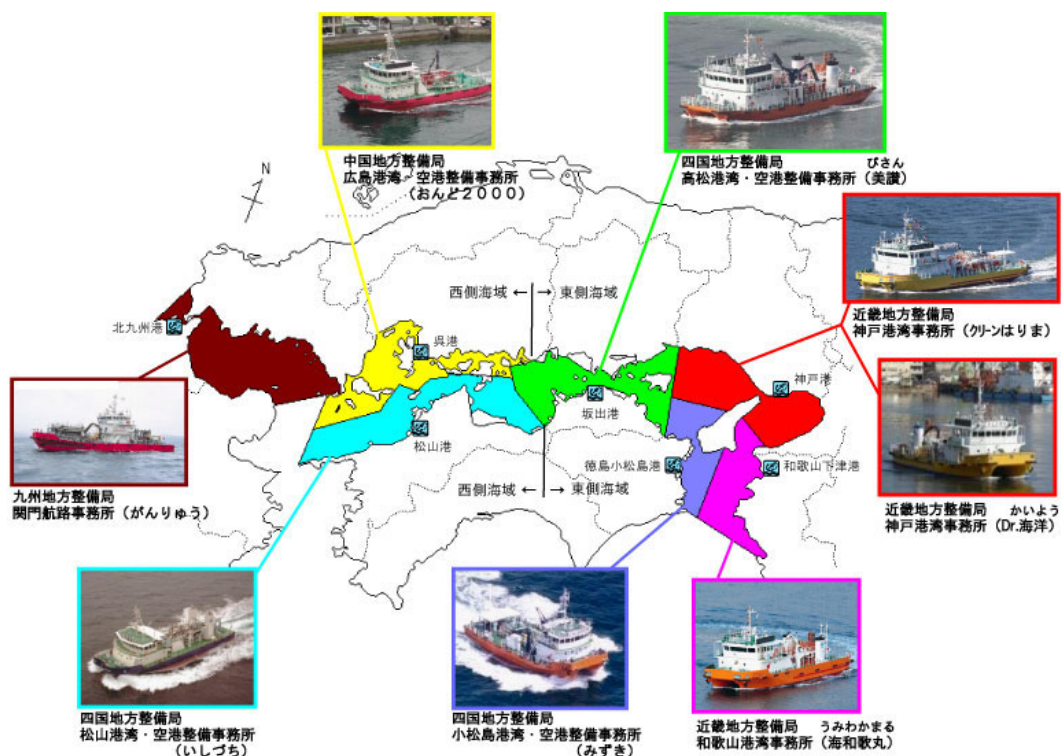 中国地方整備局
広島港湾・空港整備事務所
(おんど2000)
四国地方整備局 びさん
高松港湾・空港整備事務所(美讃)
N
近畿地方整備局
神戸港湾事務所(クリーンはりま)
西側海域 ← → 東側海域
北九州港
呉港
神戸港
坂出港
松山港
徳島小松島港
和歌山下津港
西側海域 ← → 東側海域
九州地方整備局
関門航路事務所(がんりゅう)
近畿地方整備局 かいよう
神戸港湾事務所(Dr.海洋)
四国地方整備局
松山港湾・空港整備事務所
(いしづち)
四国地方整備局
小松島港湾・空港整備事務所
(みずき)
近畿地方整備局 うみわかまる
和歌山港湾事務所(海和歌丸)